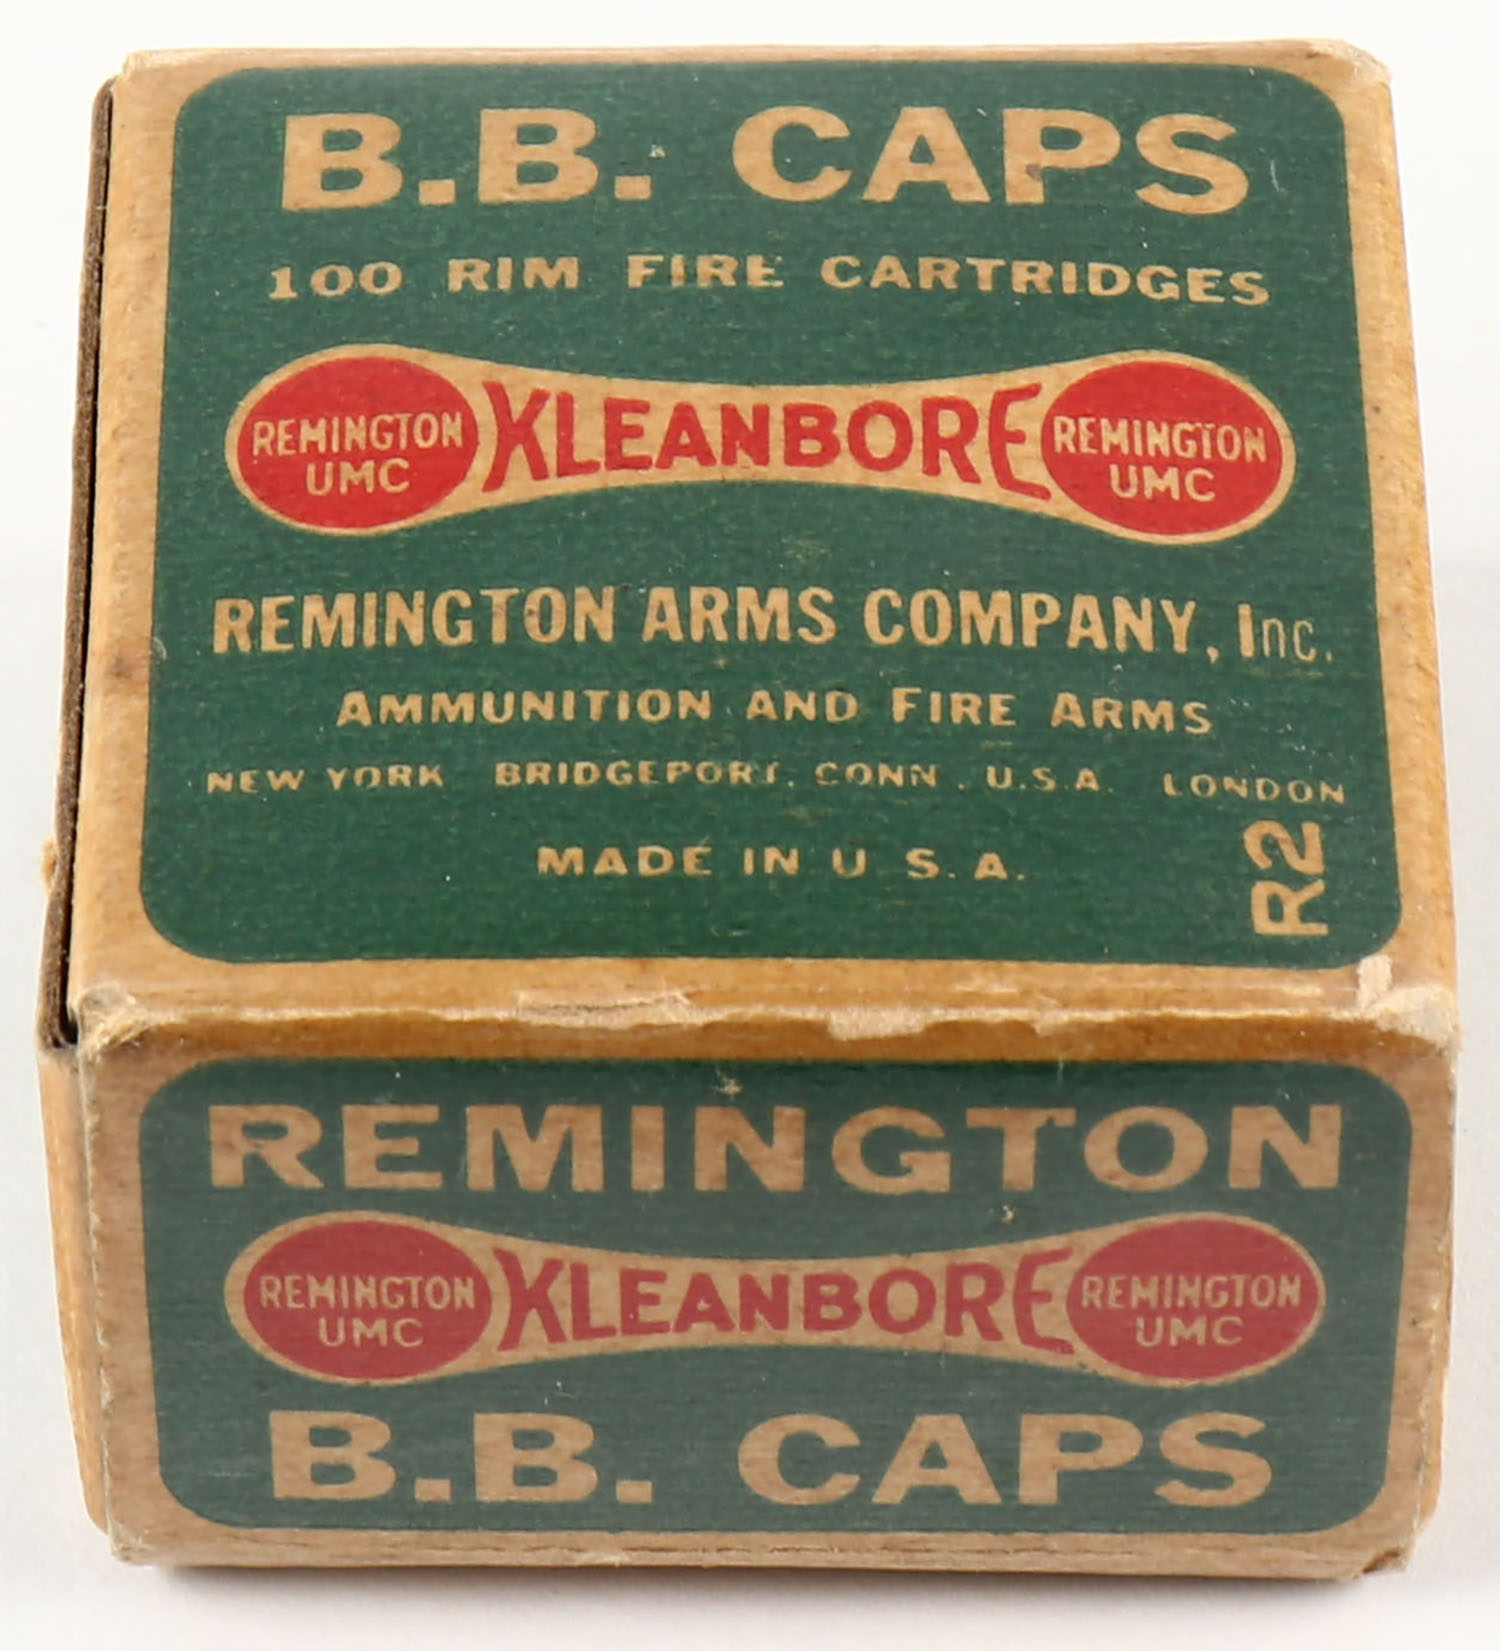 B.B. CAPS
100 RIM FIRE CARTRIDGES
REMINGTON UMC KLEANBORE REMINGTON UMC
REMINGTON ARMS COMPANY, Inc.
AMMUNITION AND FIRE ARMS
NEW YORK BRIDGEPORT, CONN. U.S.A. LONDON
MADE IN U.S.A.
R2
REMINGTON
REMINGTON UMC KLEANBORE REMINGTON UMC
B.B. CAPS